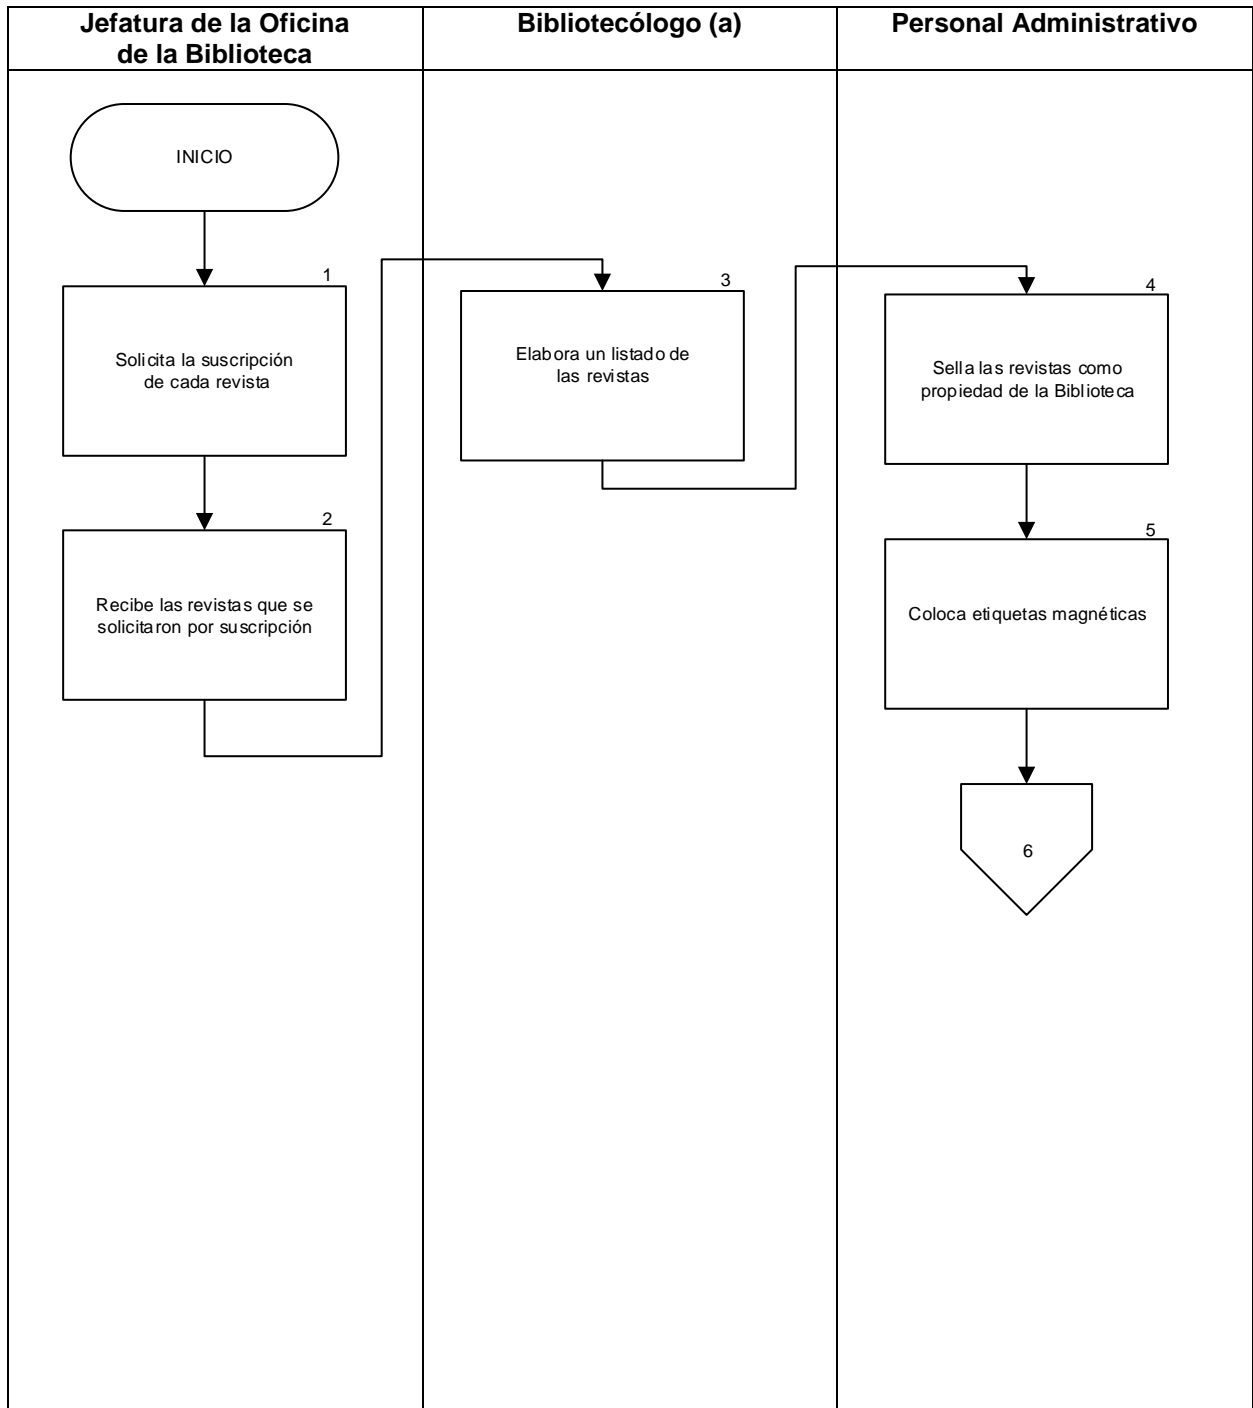 Jefatura de la Oficina
de la Biblioteca
Bibliotecólogo (a)
Personal Administrativo
INICIO
1
Solicita la suscripción
de cada revista
2
Recibe las revistas que se
solicitaron por suscripción
3
Elabora un listado de
las revistas
4
Sella las revistas como
propiedad de la Biblioteca
5
Coloca etiquetas magnéticas
6